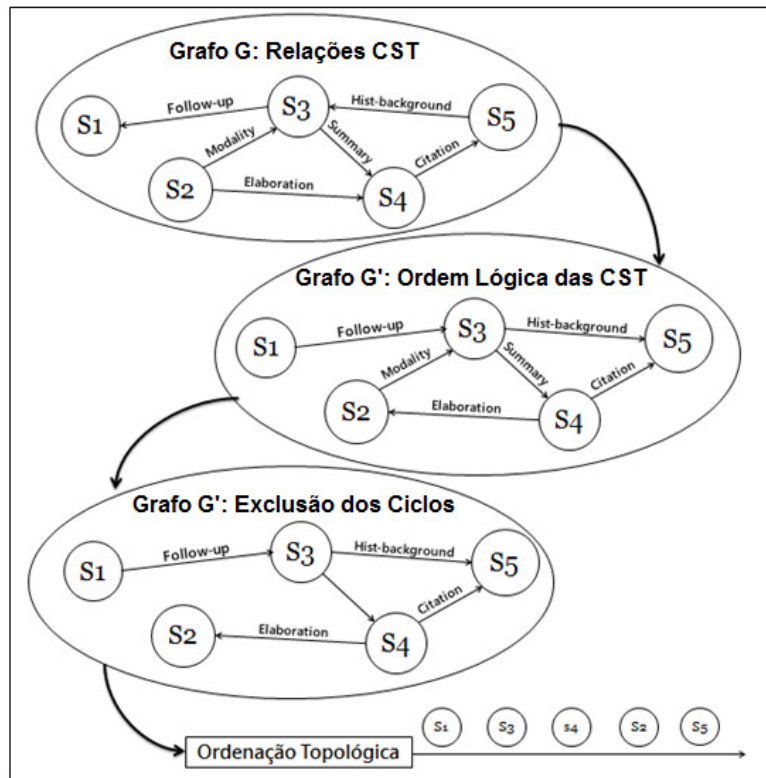 Grafo G: Relações CST
S1
Follow-up
S3
Hist-background
S5
Modality
Summary
Citation
S2
Elaboration
S4
Grafo G': Ordem Lógica das CST
S1
Follow-up
S3
Hist-background
S5
Modality
Summary
Citation
S2
Elaboration
S4
Grafo G': Exclusão dos Ciclos
S1
Follow-up
S3
Hist-background
S5
Citation
S2
Elaboration
S4
Ordenação Topológica
S1 S3 s4 S2 S5